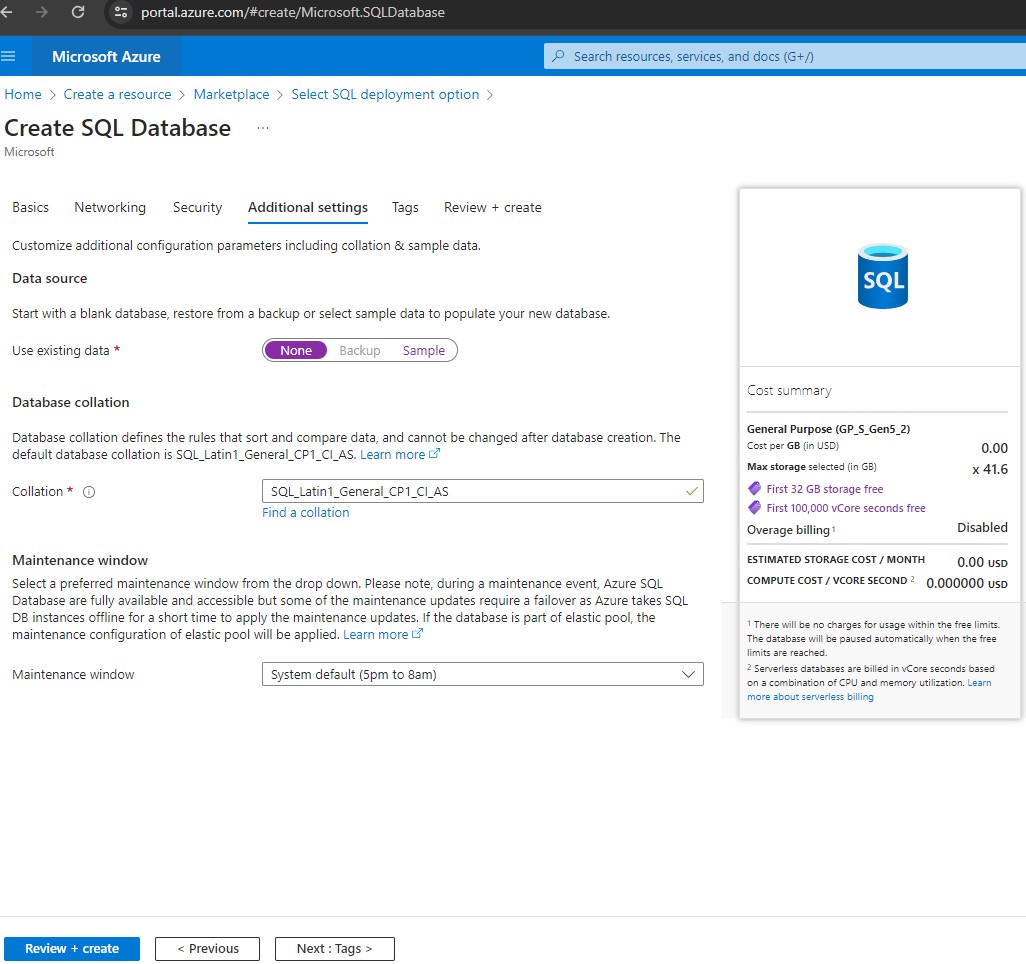 portal.azure.com/#create/Microsoft.SQLDatabase
Microsoft Azure
Search resources, services, and docs (G+/)
Home > Create a resource > Marketplace > Select SQL deployment option >
Create SQL Database ...
Microsoft
Basics Networking Security Additional settings Tags Review + create
Customize additional configuration parameters including collation & sample data.
Data source
Start with a blank database, restore from a backup or select sample data to populate your new database.
Use existing data *
None Backup Sample
Database collation
Database collation defines the rules that sort and compare data, and cannot be changed after database creation. The
default database collation is SQL_Latin1_General_CP1_CI_AS. Learn more
Collation *
SQL_Latin1_General_CP1_CI_AS
Find a collation
Maintenance window
Select a preferred maintenance window from the drop down. Please note, during a maintenance event, Azure SQL
Database are fully available and accessible but some of the maintenance updates require a failover as Azure takes SQL
DB instances offline for a short time to apply the maintenance updates. If the database is part of elastic pool, the
maintenance configuration of elastic pool will be applied. Learn more
Maintenance window
System default (5pm to 8am)
SQL
Cost summary
General Purpose (GP_S_Gen5_2)
Cost per GB (in USD) 0.00
Max storage selected (in GB) x 41.6
First 32 GB storage free
First 100,000 vCore seconds free
Overage billing 1 Disabled
ESTIMATED STORAGE COST / MONTH 0.00 USD
COMPUTE COST / VCORE SECOND 2 0.000000 USD
1 There will be no charges for usage within the free limits.
The database will be paused automatically when the free
limits are reached.
2 Serverless databases are billed in vCore seconds based
on a combination of CPU and memory utilization. Learn
more about serverless billing
Review + create < Previous Next : Tags >